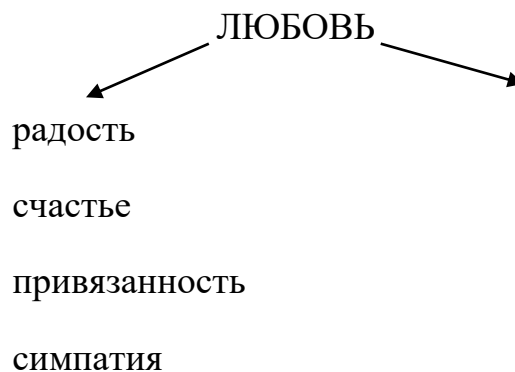 ЛЮБОВЬ
радость
счастье
привязанность
симпатия